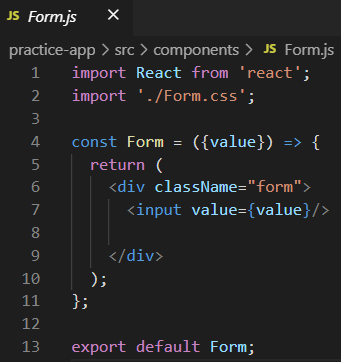 JS Form.js ×
practice-app > src > components > JS Form.js
1 import React from 'react';
2 import './Form.css';
3
4 const Form = ({value}) => {
5   return (
6     <div className="form">
7       <input value={value}/>
8
9     </div>
10   );
11 };
12
13 export default Form;